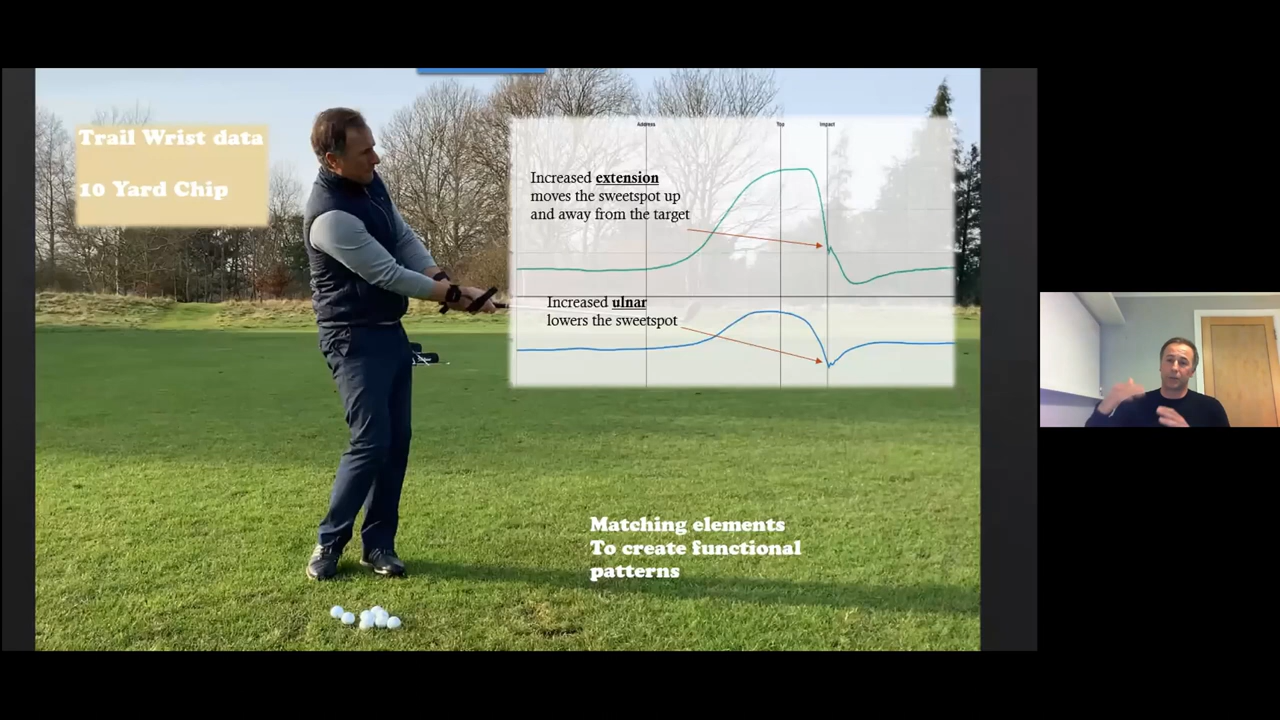 Trail Wrist data
10 Yard Chip
Address
Top
Impact
Increased extension
moves the sweetspot up
and away from the target
Increased ulnar
lowers the sweetspot
Matching elements
To create functional
patterns